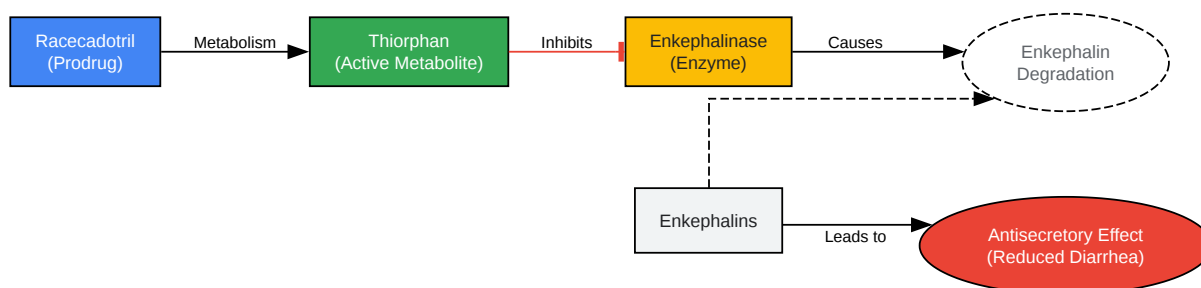 Racecadotril
(Prodrug)
Metabolism
Thiorphan
(Active Metabolite)
Inhibits
Enkephalinase
(Enzyme)
Causes
Enkephalin
Degradation
Enkephalins
Leads to
Antisecretory Effect
(Reduced Diarrhea)